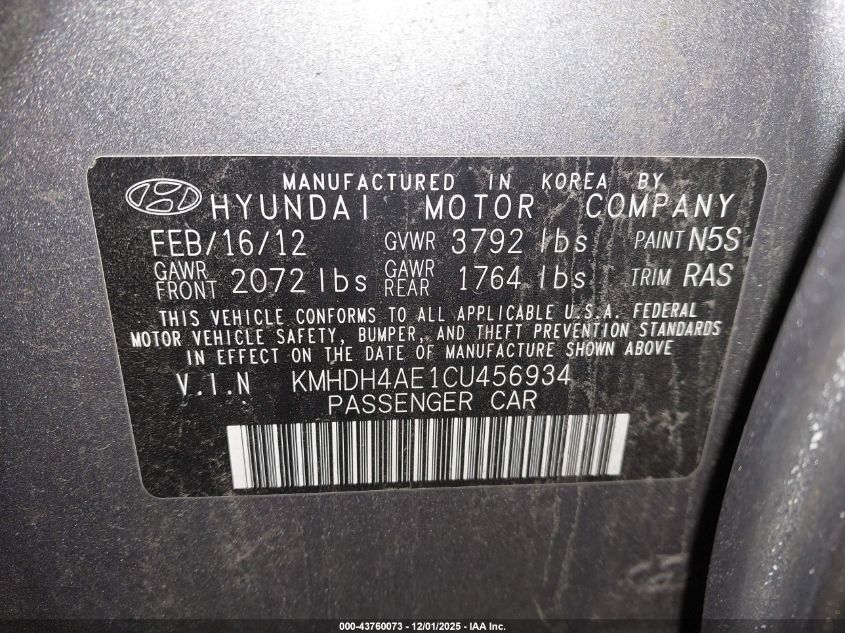 MANUFACTURED IN KOREA BY
HYUNDAI MOTOR COMPANY
FEB/16/12 GVWR 3792 lbs PAINT N5S
GAWR FRONT 2072 lbs GAWR REAR 1764 lbs TRIM RAS
THIS VEHICLE CONFORMS TO ALL APPLICABLE U.S.A. FEDERAL
MOTOR VEHICLE SAFETY, BUMPER, AND THEFT PREVENTION STANDARDS
IN EFFECT ON THE DATE OF MANUFACTURE SHOWN ABOVE
V.I.N KMHDH4AE1CU456934
PASSENGER CAR
000-43760073 - 12/01/2025 - IAA Inc.